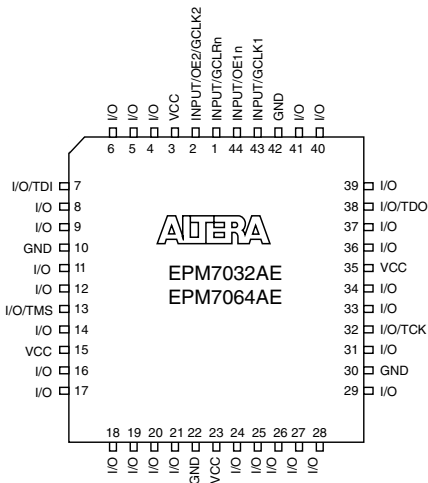 I/O I/O I/O VCC INPUT/OE2/GCLK2 INPUT/GCLRn INPUT/OE1n INPUT/GCLK1 GND I/O I/O
6 5 4 3 2 1 44 43 42 41 40
I/O/TDI 7 39 I/O
I/O 8 38 I/O/TDO
I/O 9 37 I/O
GND 10 36 I/O
I/O 11 35 VCC
I/O 12 34 I/O
I/O/TMS 13 33 I/O
I/O 14 32 I/O/TCK
VCC 15 31 I/O
I/O 16 30 GND
I/O 17 29 I/O
ALTERA
EPM7032AE
EPM7064AE
18 19 20 21 22 23 24 25 26 27 28
I/O I/O I/O I/O GND VCC I/O I/O I/O I/O I/O